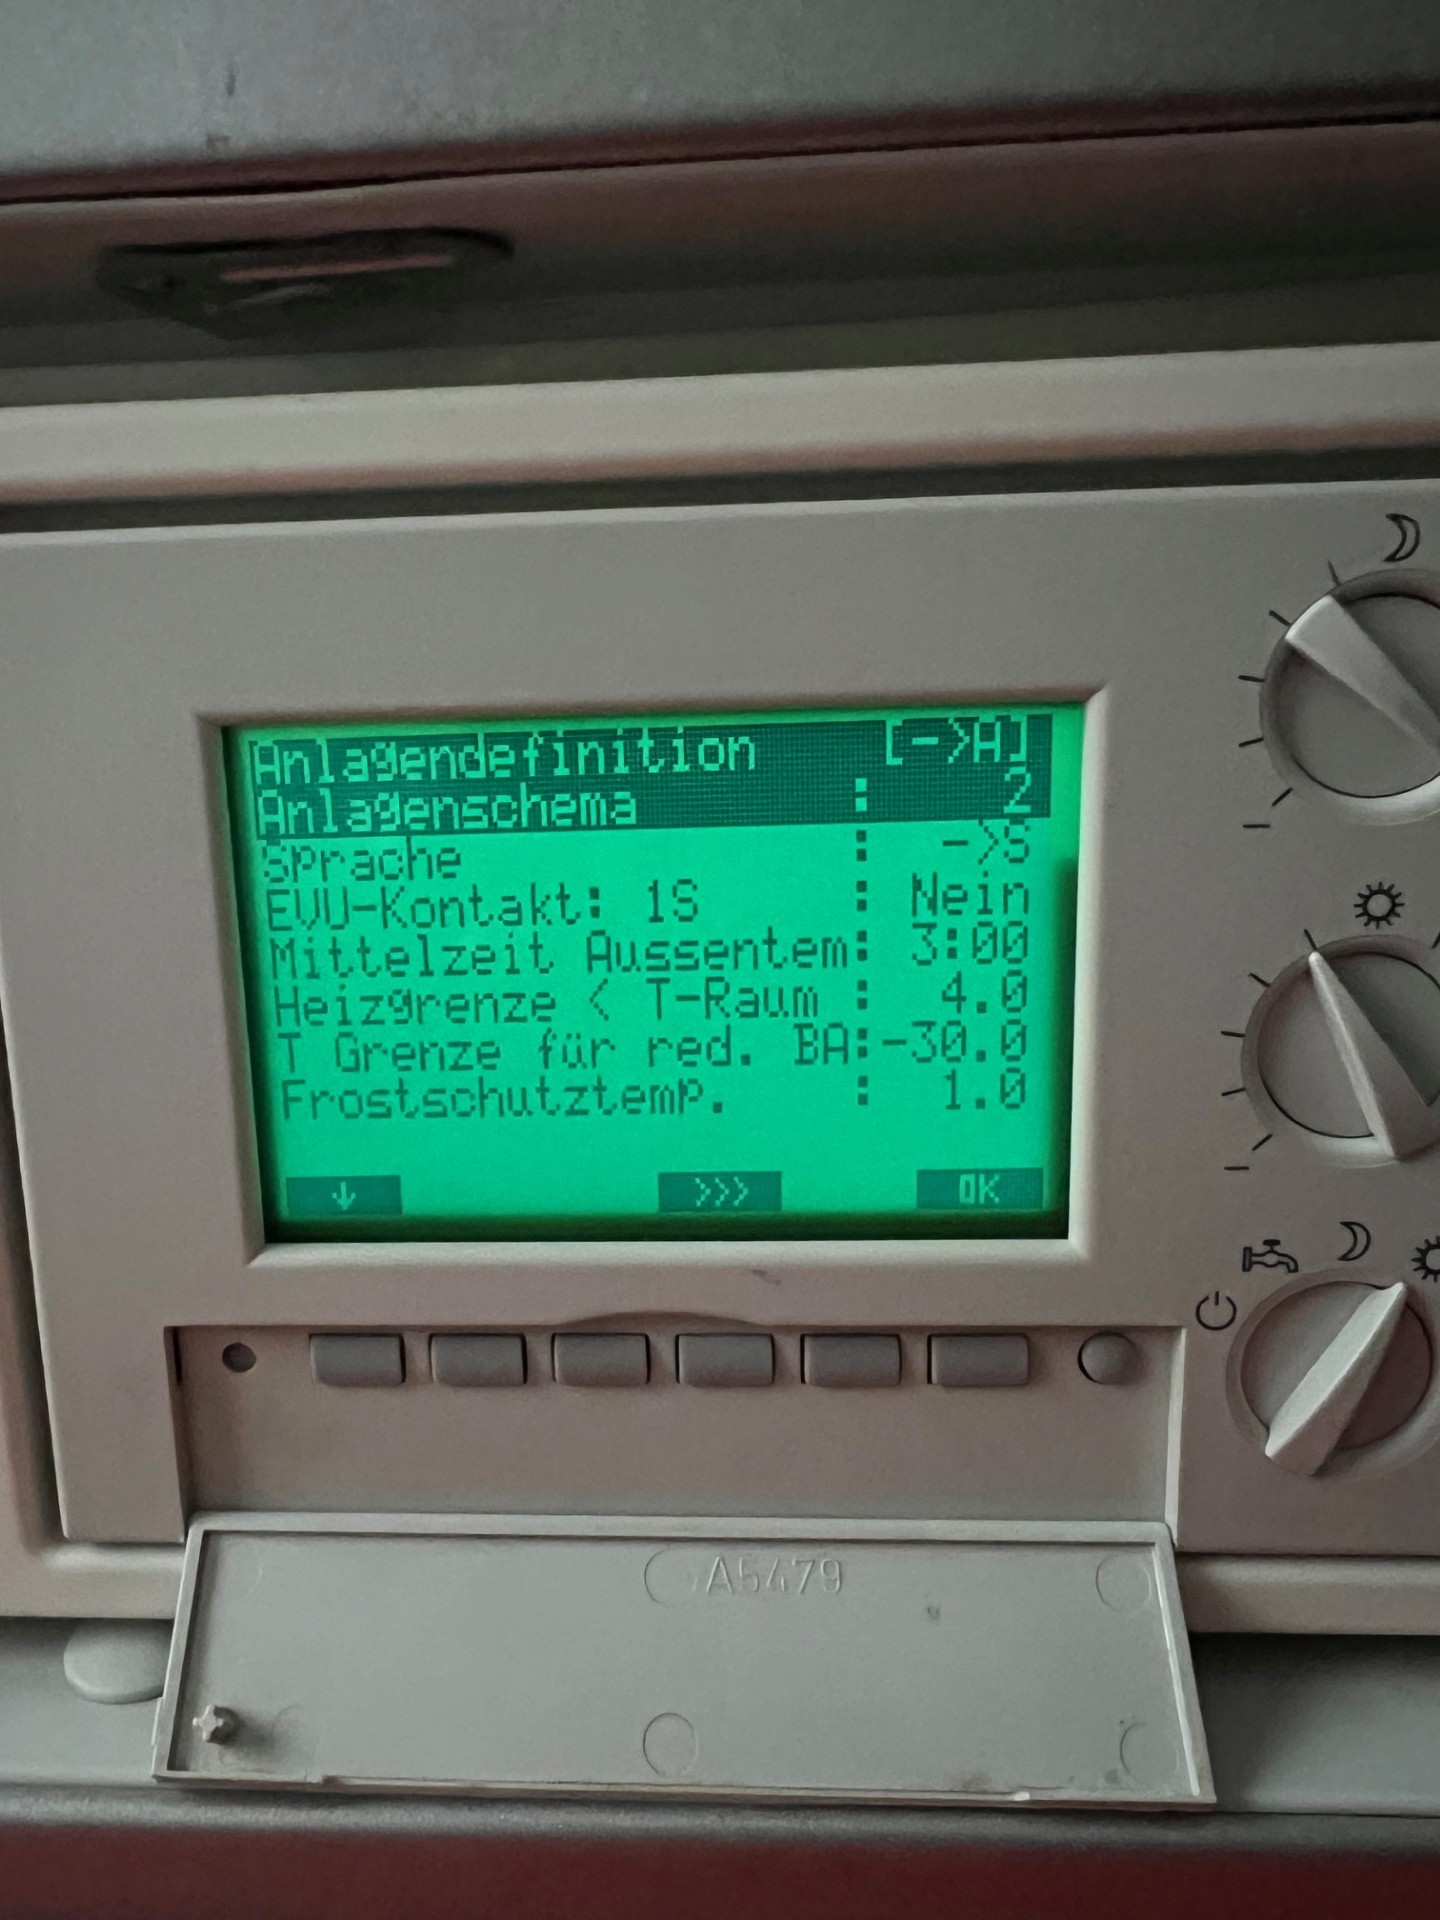 Anlagendefinition [->A]
Anlagenschema : 2
Sprache : ->S
EVU-Kontakt: 1S : Nein
Mittelzeit Aussentem: 3:00
Heizgrenze < T-Raum : 4.0
T Grenze für red. BA:-30.0
Frostschutztemp. : 1.0
↓ >>> OK
A5479